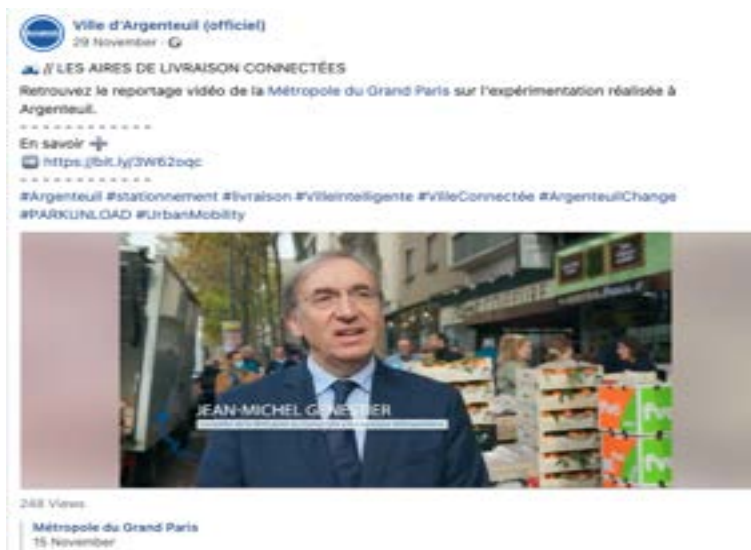 Ville d'Argenteuil (officiel)
29 November
// LES AIRES DE LIVRAISON CONNECTÉES
Retrouvez le reportage vidéo de la Métropole du Grand Paris sur l'expérimentation réalisée à
Argenteuil.
- - - - - - - - - - - - -
En savoir ➕
➡️ https://bit.ly/3W62oqc
- - - - - - - - - - - - -
#Argenteuil #stationnement #livraison #VilleIntelligente #VilleConnectée #ArgenteuilChange
#PARKUNLOAD #UrbanMobility
JEAN-MICHEL GENESTIER
248 Views
Métropole du Grand Paris
15 November